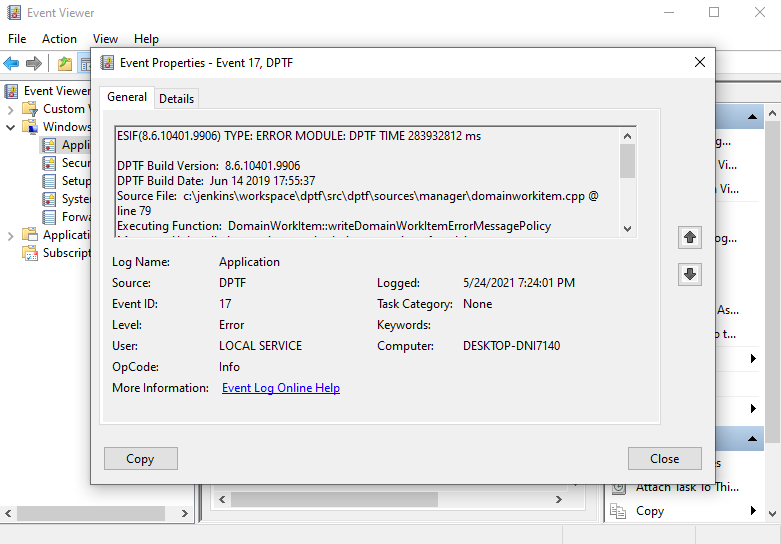 Event Viewer
File Action View Help
Event Properties - Event 17, DPTF
General Details
ESIF(8.6.10401.9906) TYPE: ERROR MODULE: DPTF TIME 283932812 ms
DPTF Build Version: 8.6.10401.9906
DPTF Build Date: Jun 14 2019 17:55:37
Source File: c:\jenkins\workspace\dptf\src\dptf\sources\manager\domainworkitem.cpp @
line 79
Executing Function: DomainWorkItem::writeDomainWorkItemErrorMessagePolicy
Log Name: Application
Source: DPTF Logged: 5/24/2021 7:24:01 PM
Event ID: 17 Task Category: None
Level: Error Keywords:
User: LOCAL SERVICE Computer: DESKTOP-DNI7140
OpCode: Info
More Information: Event Log Online Help
Copy Close
Event Viewer
Custom
Windows
Appli
Secur
Setup
Syste
Forwa
Applicatio
Subscript
g...
Vi...
Vi...
og...
As...
o t...
s
Attach Task To Thi...
Copy